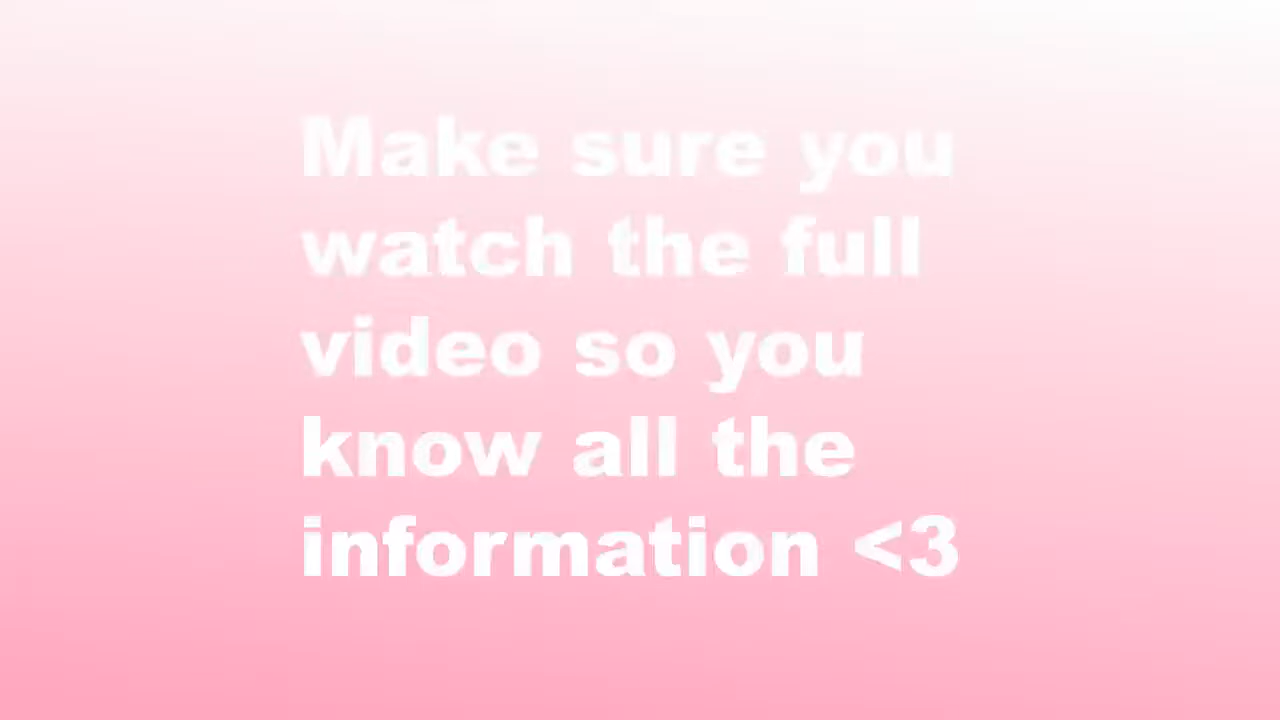 Make sure you
watch the full
video so you
know all the
information <3